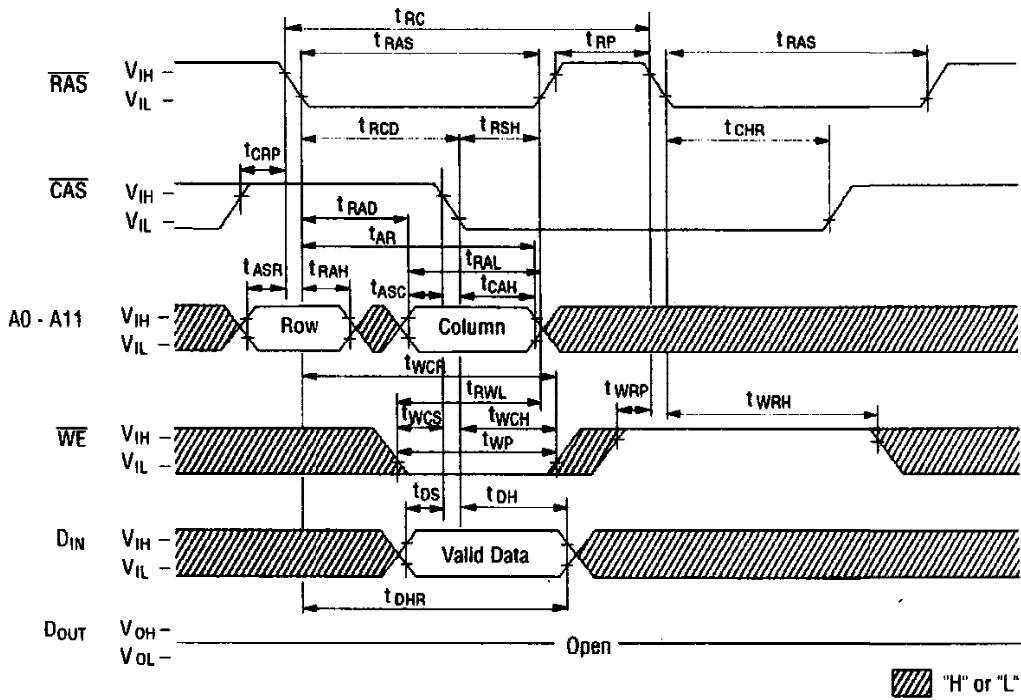 tRC
tRAS tRP tRAS
RAS VIH
VIL
tRCD tRSH tCHR
tCRP
CAS VIH
VIL
tRAD
tAR
tRAL
tASR tRAH tASC tCAH
A0 - A11 VIH
VIL
Row Column
tWCR
tRWL
tWRP tWRH
tWCS tWCH
WE VIH
VIL
tWP
tDS tDH
DIN VIH
VIL
Valid Data
tDHR
DOUT VOH
VOL
Open
"H" or "L"